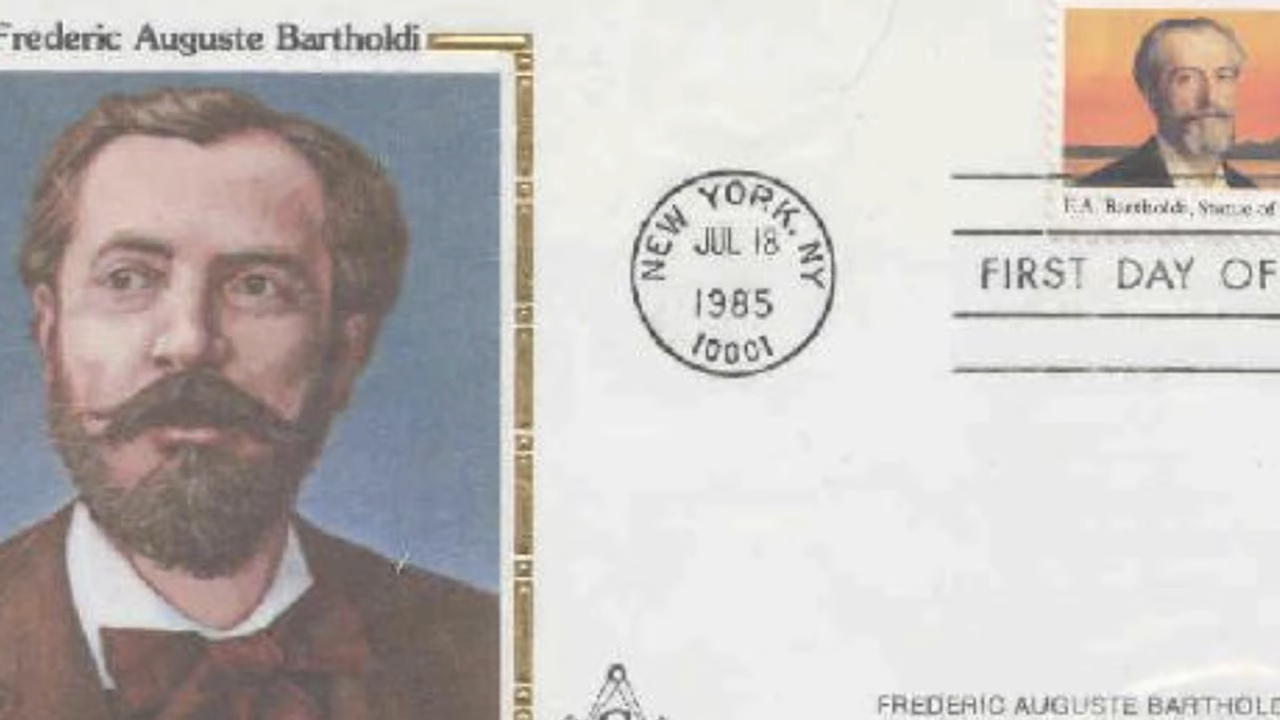 Frederic Auguste Bartholdi
F.A. Bartholdi, Statue of
NEW YORK, NY
JUL 18
1985
10001
FIRST DAY OF
G
FREDERIC AUGUSTE BARTHOLD